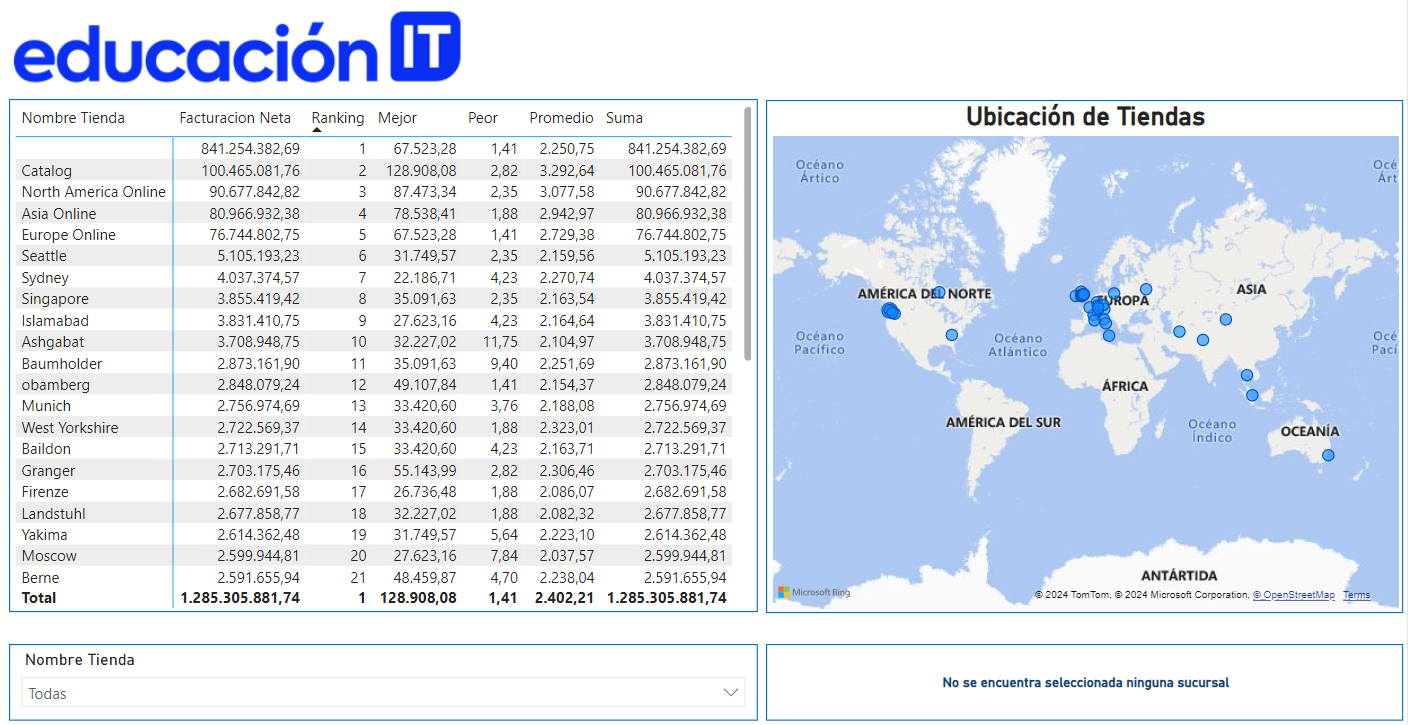 educación IT
Nombre Tienda Facturacion Neta Ranking Mejor Peor Promedio Suma
841.254.382,69 1 67.523,28 1,41 2.250,75 841.254.382,69
Catalog 100.465.081,76 2 128.908,08 2,82 3.292,64 100.465.081,76
North America Online 90.677.842,82 3 87.473,34 2,35 3.077,58 90.677.842,82
Asia Online 80.966.932,38 4 78.538,41 1,88 2.942,97 80.966.932,38
Europe Online 76.744.802,75 5 67.523,28 1,41 2.729,38 76.744.802,75
Seattle 5.105.193,23 6 31.749,57 2,35 2.159,56 5.105.193,23
Sydney 4.037.374,57 7 22.186,71 4,23 2.270,74 4.037.374,57
Singapore 3.855.419,42 8 35.091,63 2,35 2.163,54 3.855.419,42
Islamabad 3.831.410,75 9 27.623,16 4,23 2.164,64 3.831.410,75
Ashgabat 3.708.948,75 10 32.227,02 11,75 2.104,97 3.708.948,75
Baumholder 2.873.161,90 11 35.091,63 9,40 2.251,69 2.873.161,90
obamberg 2.848.079,24 12 49.107,84 1,41 2.154,37 2.848.079,24
Munich 2.756.974,69 13 33.420,60 3,76 2.188,08 2.756.974,69
West Yorkshire 2.722.569,37 14 33.420,60 1,88 2.323,01 2.722.569,37
Baildon 2.713.291,71 15 33.420,60 4,23 2.163,71 2.713.291,71
Granger 2.703.175,46 16 55.143,99 2,82 2.306,46 2.703.175,46
Firenze 2.682.691,58 17 26.736,48 1,88 2.086,07 2.682.691,58
Landstuhl 2.677.858,77 18 32.227,02 1,88 2.082,32 2.677.858,77
Yakima 2.614.362,48 19 31.749,57 5,64 2.223,10 2.614.362,48
Moscow 2.599.944,81 20 27.623,16 7,84 2.037,57 2.599.944,81
Berne 2.591.655,94 21 48.459,87 4,70 2.238,04 2.591.655,94
Total 1.285.305.881,74 1 128.908,08 1,41 2.402,21 1.285.305.881,74
Ubicación de Tiendas
Océano
Ártico
Océ
Árt
AMÉRICA DEL NORTE
EUROPA
ASIA
Océano
Pacífico
Océano
Atlántico
Océ
Pací
ÁFRICA
AMÉRICA DEL SUR
Océano
Índico
OCEANÍA
ANTÁRTIDA
Microsoft Bing
© 2024 TomTom, © 2024 Microsoft Corporation, © OpenStreetMap Terms
Nombre Tienda
Todas
No se encuentra seleccionada ninguna sucursal